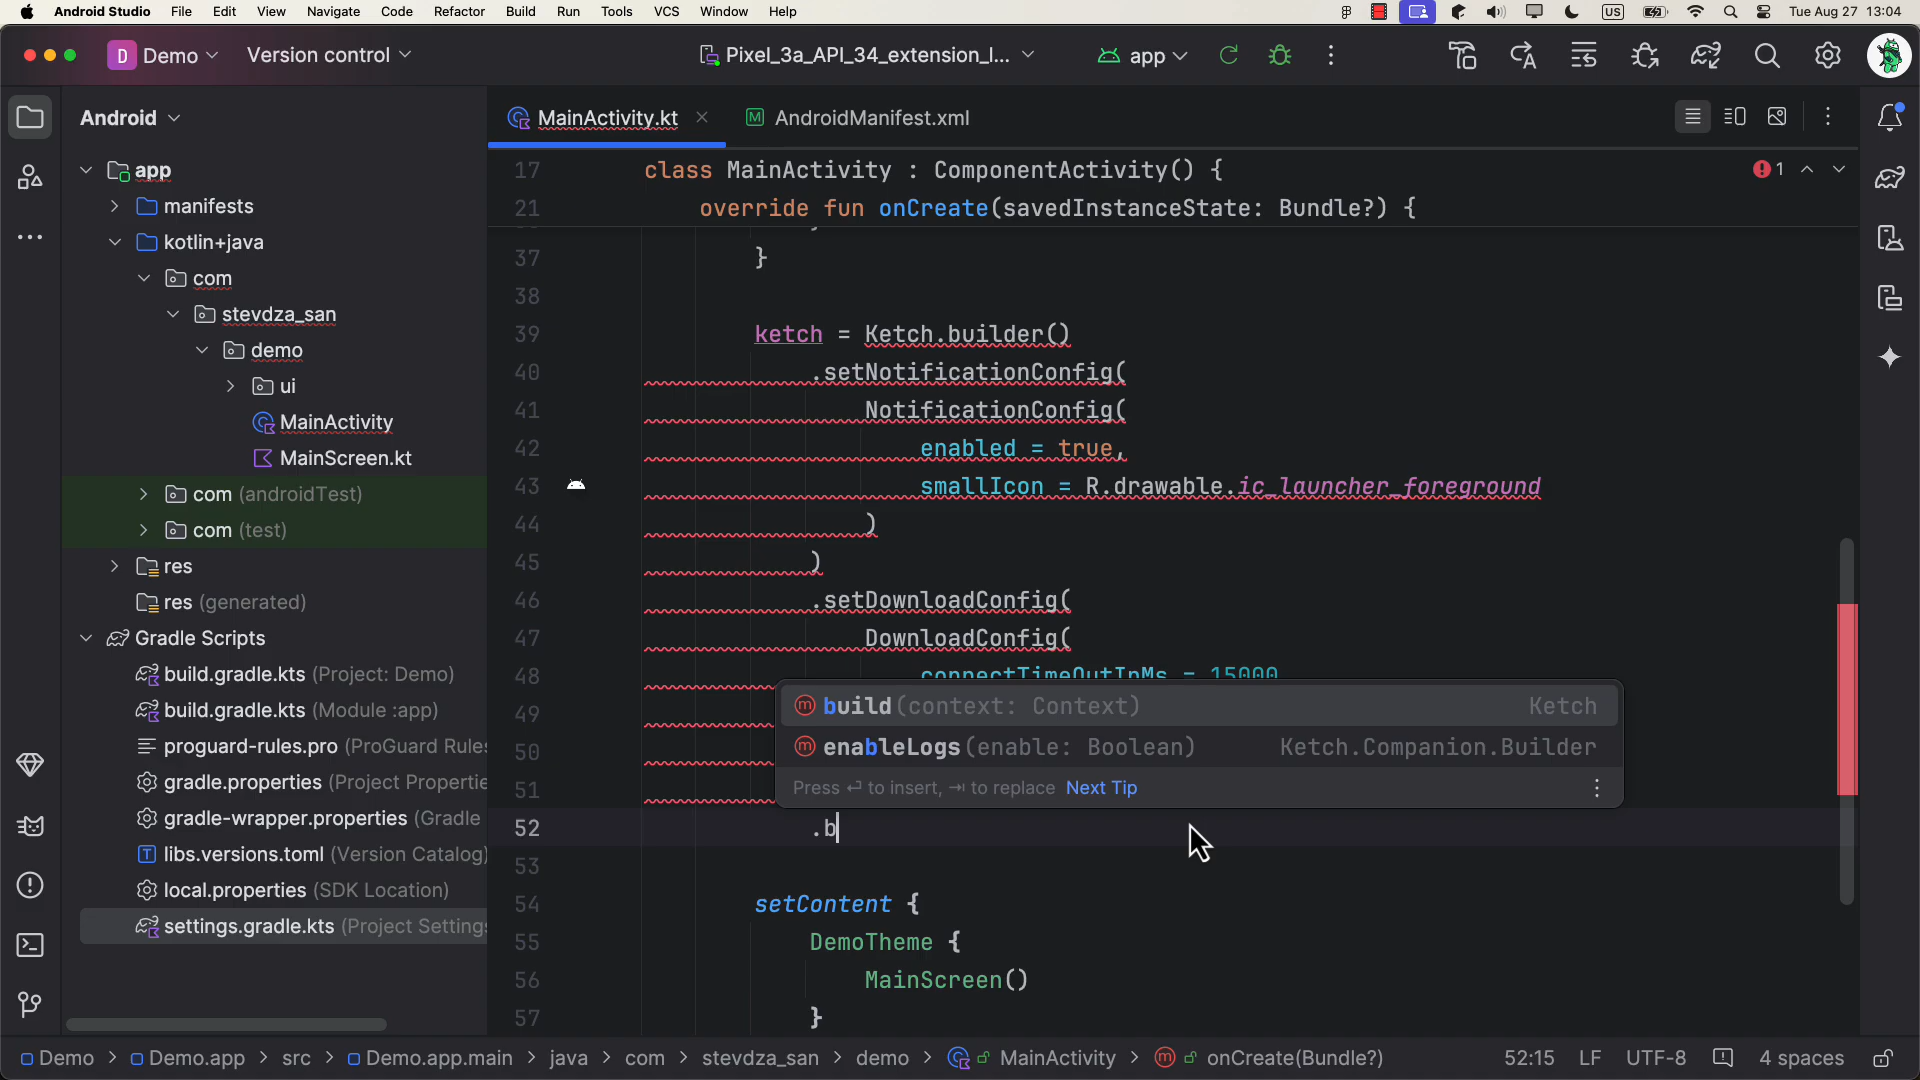 Android Studio File Edit View Navigate Code Refactor Build Run Tools VCS Window Help US Tue Aug 27 13:04
D Demo Version control Pixel_3a_API_34_extension_l... app
Android
app
manifests
kotlin+java
com
stevdza_san
demo
ui
MainActivity
MainScreen.kt
com (androidTest)
com (test)
res
res (generated)
Gradle Scripts
build.gradle.kts (Project: Demo)
build.gradle.kts (Module :app)
proguard-rules.pro (ProGuard Rules
gradle.properties (Project Propertie
gradle-wrapper.properties (Gradle
libs.versions.toml (Version Catalog)
local.properties (SDK Location)
settings.gradle.kts (Project Settings
MainActivity.kt M AndroidManifest.xml
17 class MainActivity : ComponentActivity() { 1
21 override fun onCreate(savedInstanceState: Bundle?) {
37 }
38
39 ketch = Ketch.builder()
40 .setNotificationConfig(
41 NotificationConfig(
42 enabled = true,
43 smallIcon = R.drawable.ic_launcher_foreground
44 )
45 )
46 .setDownloadConfig(
47 DownloadConfig(
48 connectTimeOutInMs = 15000
49
50
51
build(context: Context) Ketch
enableLogs(enable: Boolean) Ketch.Companion.Builder
Press ↵ to insert, ⇥ to replace Next Tip
52 .b
53
54 setContent {
55 DemoTheme {
56 MainScreen()
57 }
Demo > Demo.app > src > Demo.app.main > java > com > stevdza_san > demo > MainActivity > onCreate(Bundle?) 52:15 LF UTF-8 4 spaces